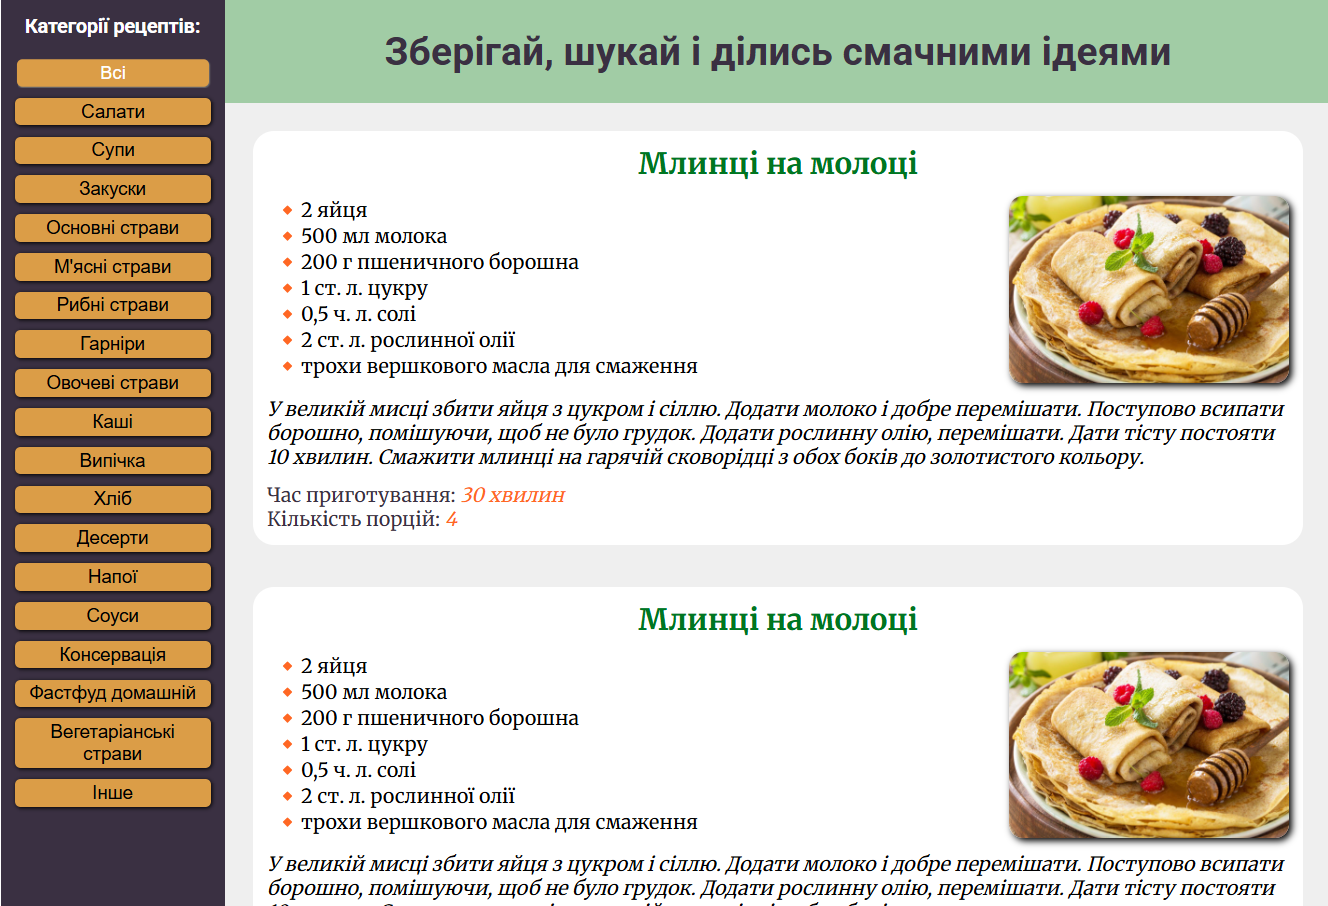 Категорії рецептів:
Всі
Салати
Супи
Закуски
Основні страви
М'ясні страви
Рибні страви
Гарніри
Овочеві страви
Каші
Випічка
Хліб
Десерти
Напої
Соуси
Консервація
Фастфуд домашній
Вегетаріанські
страви
Інше
Зберігай, шукай і ділись смачними ідеями
Млинці на молоці
2 яйця
500 мл молока
200 г пшеничного борошна
1 ст. л. цукру
0,5 ч. л. солі
2 ст. л. рослинної олії
трохи вершкового масла для смаження
У великій мисці збити яйця з цукром і сіллю. Додати молоко і добре перемішати. Поступово всипати
борошно, помішуючи, щоб не було грудок. Додати рослинну олію, перемішати. Дати тісту постояти
10 хвилин. Смажити млинці на гарячій сковорідці з обох боків до золотистого кольору.
Час приготування: 30 хвилин
Кількість порцій: 4
Млинці на молоці
2 яйця
500 мл молока
200 г пшеничного борошна
1 ст. л. цукру
0,5 ч. л. солі
2 ст. л. рослинної олії
трохи вершкового масла для смаження
У великій мисці збити яйця з цукром і сіллю. Додати молоко і добре перемішати. Поступово всипати
борошно, помішуючи, щоб не було грудок. Додати рослинну олію, перемішати. Дати тісту постояти